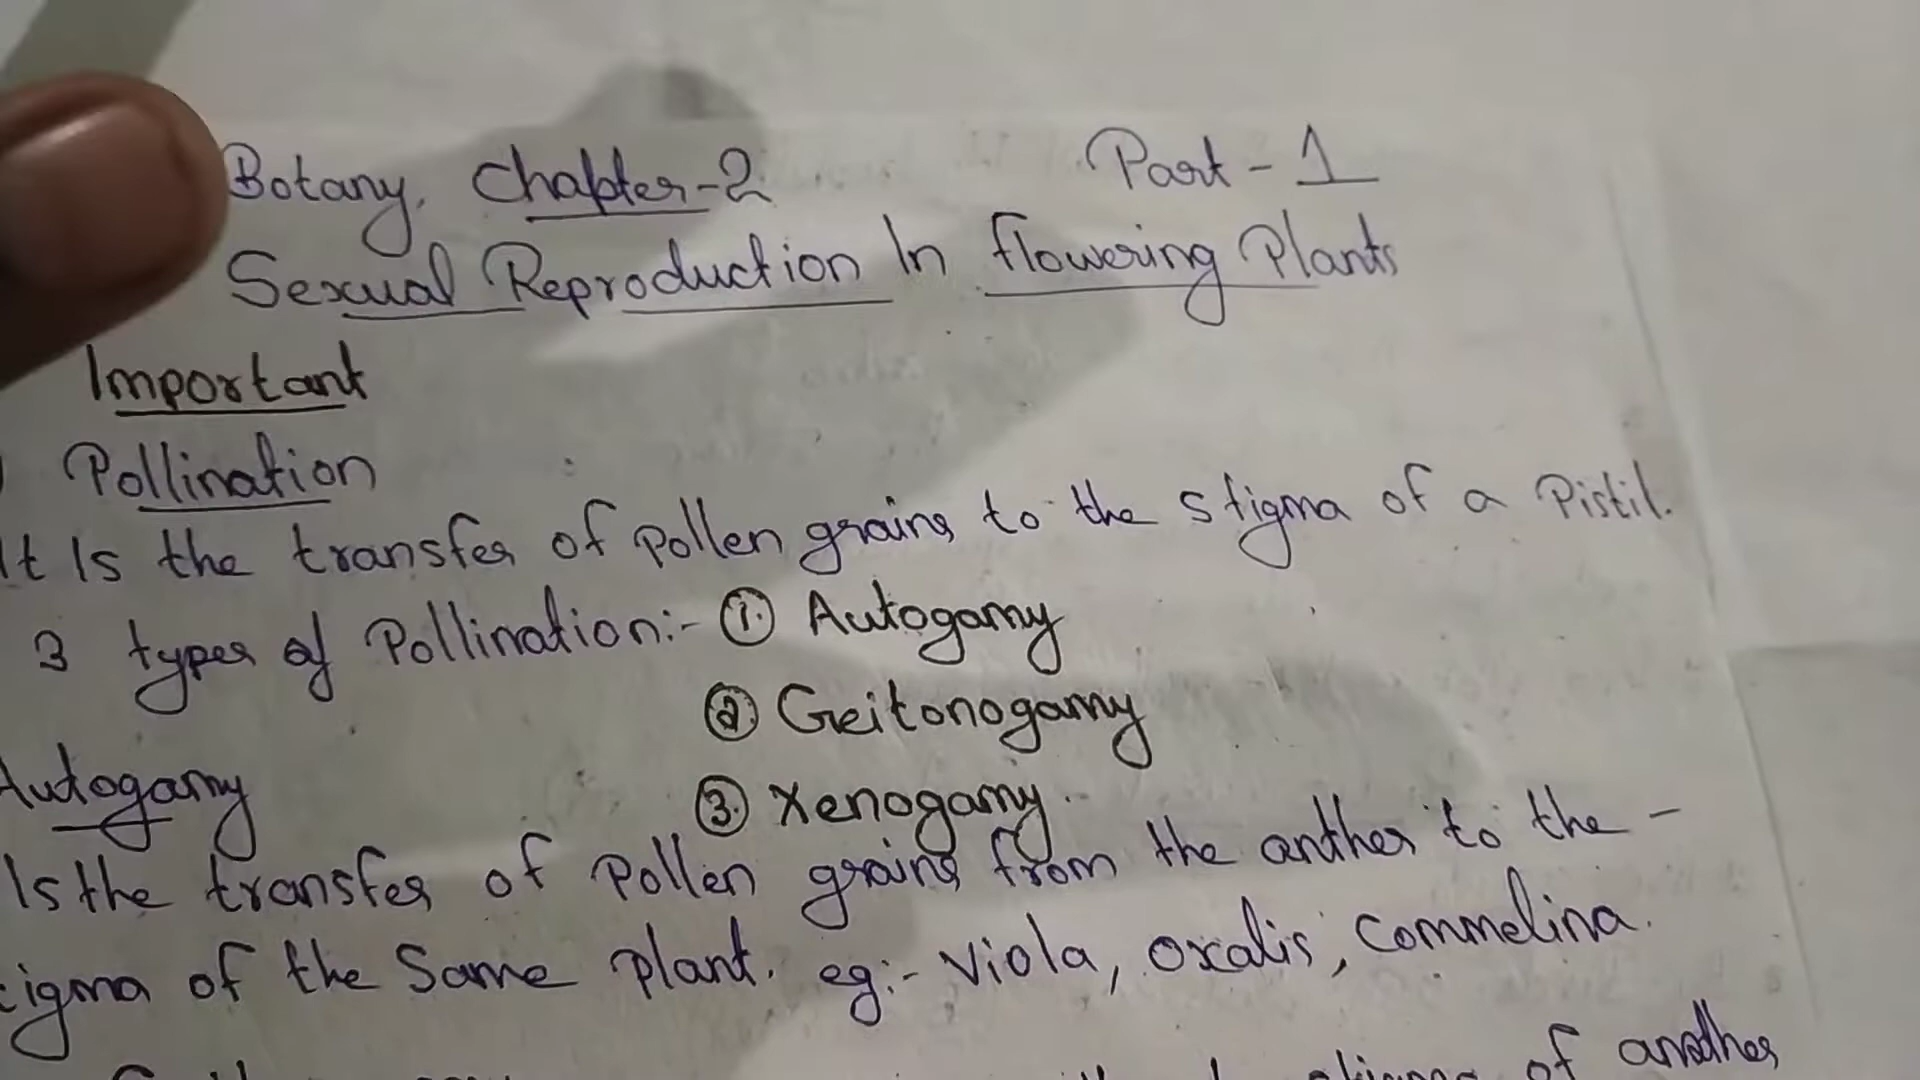 Botany, Chapter-2 Part - 1
Sexual Reproduction In flowering Plants
Important
Pollination
It Is the transfer of pollen grains to the stigma of a Pistil.
3 types of Pollination:- ① Autogamy
② Geitonogamy
③ Xenogamy
Autogamy
Is the transfer of Pollen grains from the anther to the -
igma of the Same plant. eg:- Viola, oxalis, Commelina.
of another